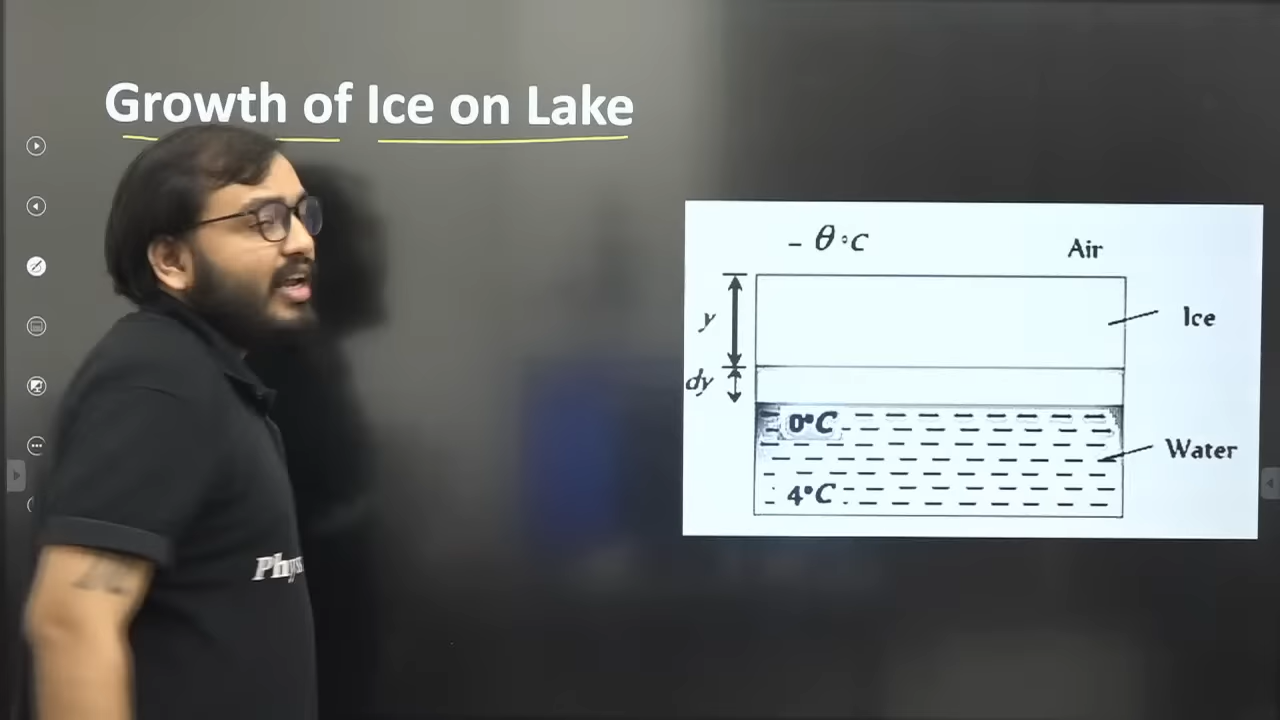 Growth of Ice on Lake
- θ °C
Air
y
Ice
dy
0°C
Water
4°C
Phys